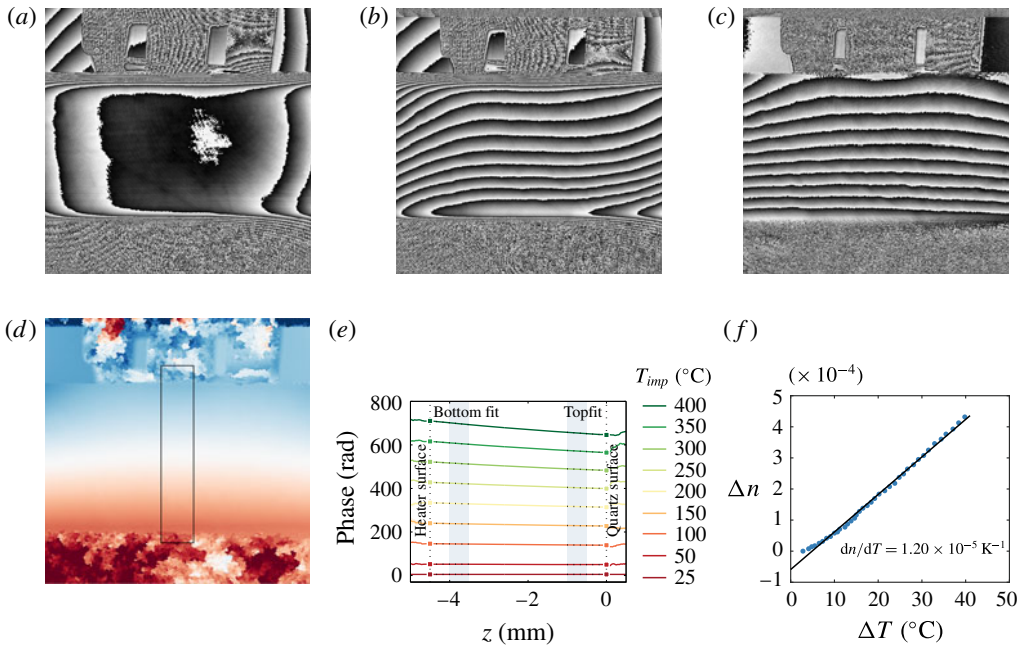 (a)
(b)
(c)
(d)
(e)
(f)
T_imp (°C)
400
350
300
250
200
150
100
50
25
800
600
400
200
0
Phase (rad)
Bottom fit
Topfit
Heater surface
Quartz surface
−4
−2
0
z (mm)
(× 10⁻⁴)
5
4
3
2
1
0
−1
Δn
dn/dT = 1.20 × 10⁻⁵ K⁻¹
0
10
20
30
40
50
ΔT (°C)